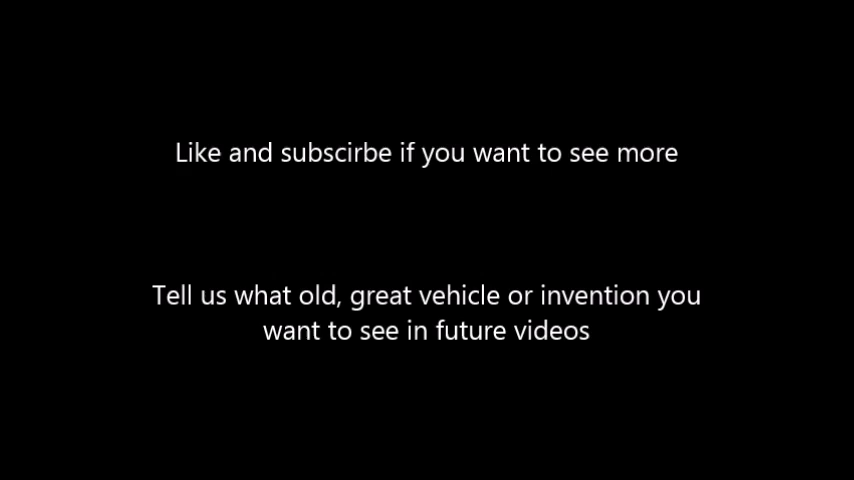 Like and subscirbe if you want to see more
Tell us what old, great vehicle or invention you
want to see in future videos